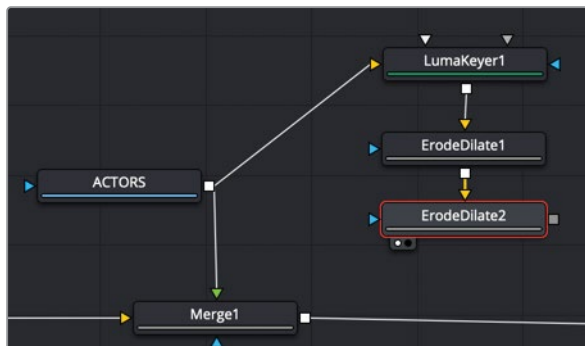 LumaKeyer1
ErodeDilate1
ACTORS
ErodeDilate2
Merge1